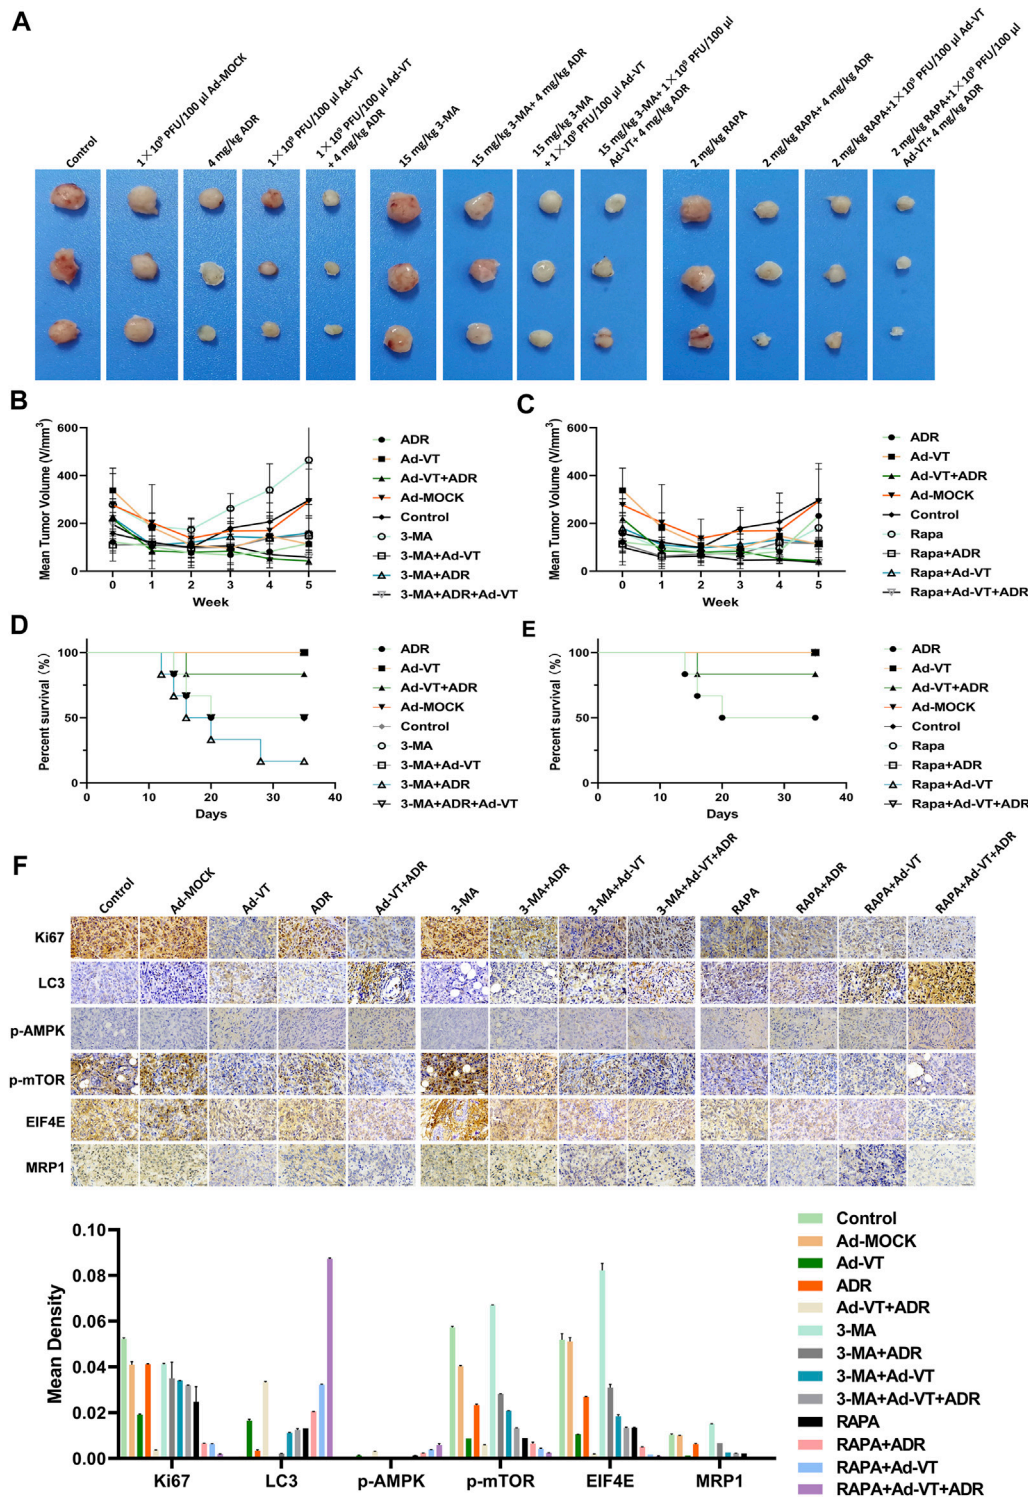 A
Control
1×10⁹ PFU/100 μl Ad-MOCK
4 mg/kg ADR
1×10⁹ PFU/100 μl Ad-VT
1×10⁹ PFU/100 μl Ad-VT
+ 4 mg/kg ADR
15 mg/kg 3-MA
15 mg/kg 3-MA+ 4 mg/kg ADR
15 mg/kg 3-MA
+ 1×10⁹ PFU/100 μl Ad-VT
15 mg/kg 3-MA+ 1×10⁹ PFU/100 μl
Ad-VT+ 4 mg/kg ADR
2 mg/kg RAPA
2 mg/kg RAPA+ 4 mg/kg ADR
2 mg/kg RAPA+1×10⁹ PFU/100 μl Ad-VT
2 mg/kg RAPA+1×10⁹ PFU/100 μl
Ad-VT+ 4 mg/kg ADR
B
Mean Tumor Volume (V/mm³)
600
400
200
0
0 1 2 3 4 5
Week
ADR
Ad-VT
Ad-VT+ADR
Ad-MOCK
Control
3-MA
3-MA+Ad-VT
3-MA+ADR
3-MA+ADR+Ad-VT
C
Mean Tumor Volume (V/mm³)
600
400
200
0
0 1 2 3 4 5
Week
ADR
Ad-VT
Ad-VT+ADR
Ad-MOCK
Control
Rapa
Rapa+ADR
Rapa+Ad-VT
Rapa+Ad-VT+ADR
D
Percent survival (%)
100
50
0
0 10 20 30 40
Days
ADR
Ad-VT
Ad-VT+ADR
Ad-MOCK
Control
3-MA
3-MA+Ad-VT
3-MA+ADR
3-MA+ADR+Ad-VT
E
Percent survival (%)
100
50
0
0 10 20 30 40
Days
ADR
Ad-VT
Ad-VT+ADR
Ad-MOCK
Control
Rapa
Rapa+ADR
Rapa+Ad-VT
Rapa+Ad-VT+ADR
F
Control
Ad-MOCK
Ad-VT
ADR
Ad-VT+ADR
3-MA
3-MA+ADR
3-MA+Ad-VT
3-MA+Ad-VT+ADR
RAPA
RAPA+ADR
RAPA+Ad-VT
RAPA+Ad-VT+ADR
Ki67
LC3
p-AMPK
p-mTOR
EIF4E
MRP1
Mean Density
0.10
0.08
0.06
0.04
0.02
0.00
Ki67 LC3 p-AMPK p-mTOR EIF4E MRP1
Control
Ad-MOCK
Ad-VT
ADR
Ad-VT+ADR
3-MA
3-MA+ADR
3-MA+Ad-VT
3-MA+Ad-VT+ADR
RAPA
RAPA+ADR
RAPA+Ad-VT
RAPA+Ad-VT+ADR